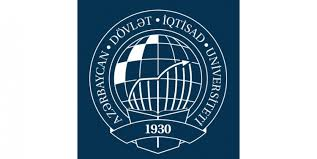 AZƏRBAYCAN • DÖVLƏT • İQTİSAD • UNİVERSİTETİ
1930